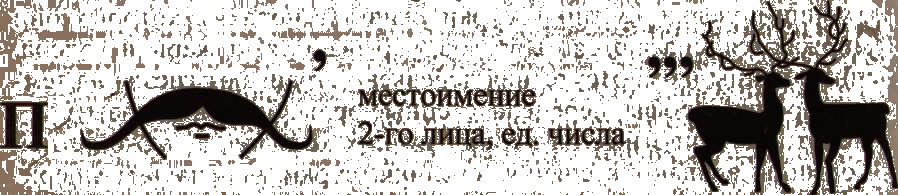 П
,
местоимение
2-го лица, ед. числа
,,,